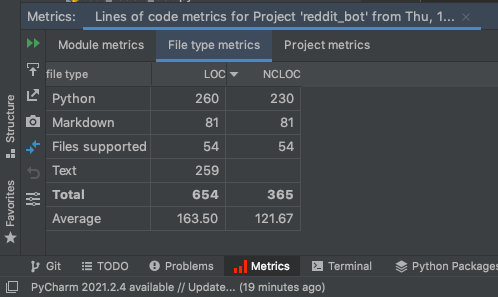 Metrics: Lines of code metrics for Project 'reddit_bot' from Thu, 1... ×
Module metrics File type metrics Project metrics
file type LOC NCLOC
Python 260 230
Markdown 81 81
Files supported 54 54
Text 259
Total 654 365
Average 163.50 121.67
Structure
Favorites
Git TODO Problems Metrics Terminal Python Packages
PyCharm 2021.2.4 available // Update... (19 minutes ago)